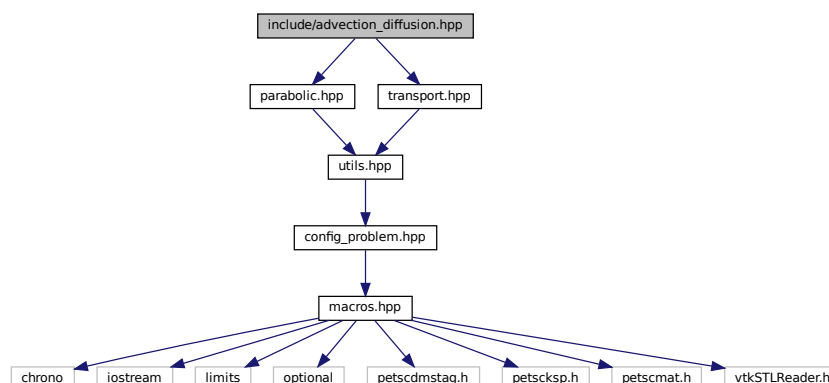 include/advection_diffusion.hpp
parabolic.hpp
transport.hpp
utils.hpp
config_problem.hpp
macros.hpp
chrono
iostream
limits
optional
petscdmstag.h
petscksp.h
petscmat.h
vtkSTLReader.h